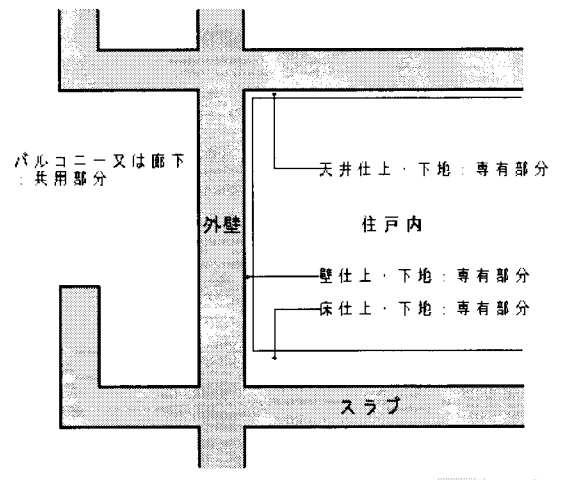 天井仕上・下地：専有部分
バルコニー又は廊下
：共用部分
外壁
住戸内
壁仕上・下地：専有部分
床仕上・下地：専有部分
スラブ